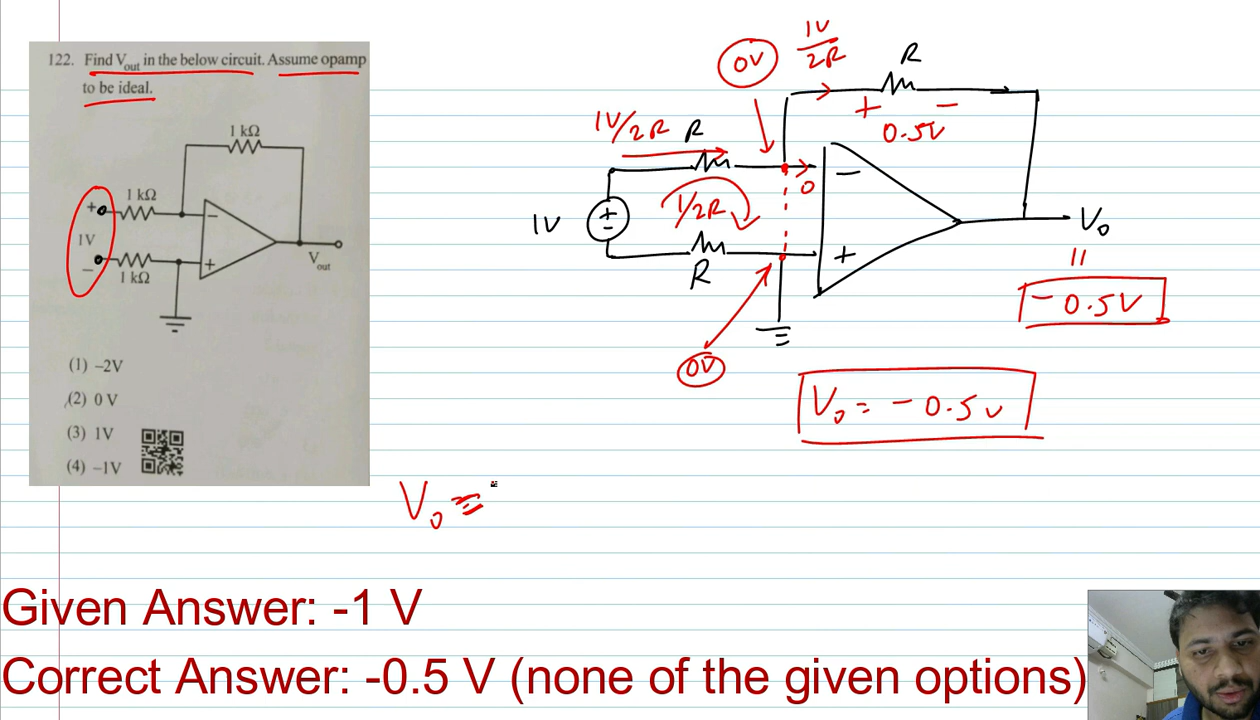 122. Find Vout in the below circuit. Assume opamp
to be ideal.
1 kΩ
1 kΩ
+
1V
−
1 kΩ
−
+
Vout
(1) −2V
(2) 0 V
(3) 1V
(4) −1V
0V
1V/2R
R
+ −
0.5V
1V/2R R
0
1/2R
1V
+
−
R
−
+
Vo
=
− 0.5V
0V
Vo = − 0.5v
Vo =
Given Answer: -1 V
Correct Answer: -0.5 V (none of the given options)